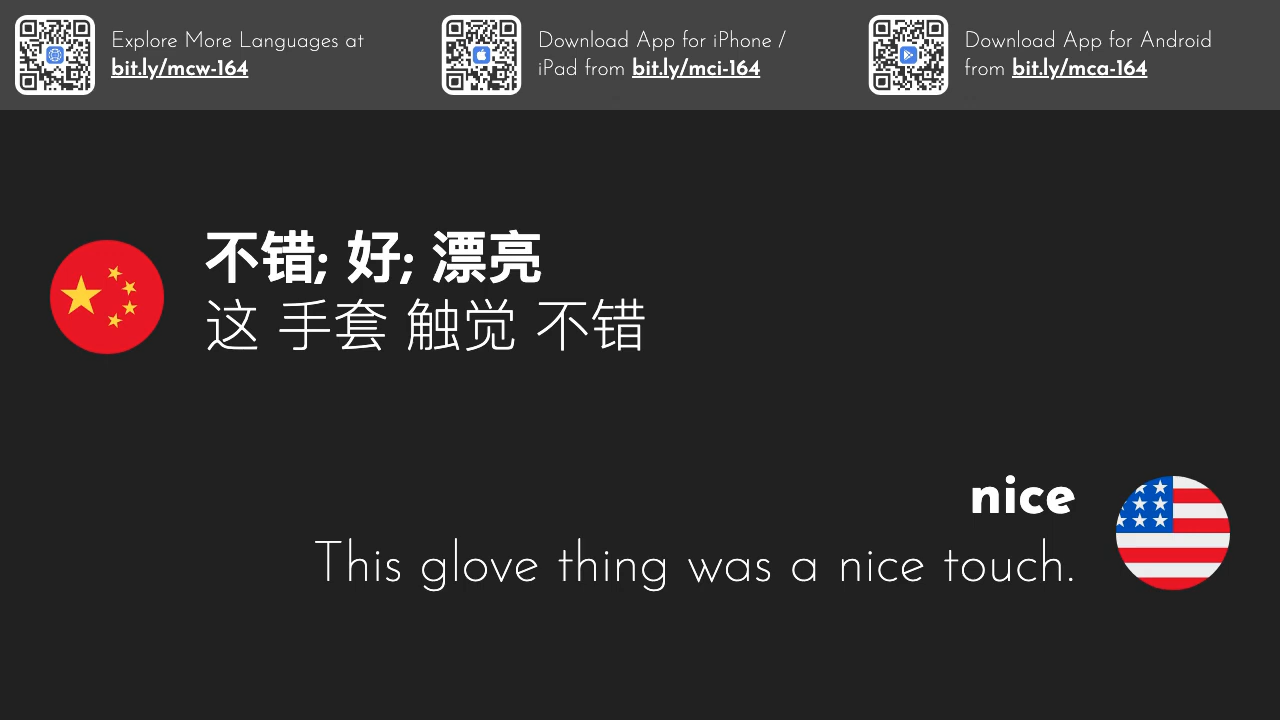 Explore More Languages at
bit.ly/mcw-164
Download App for iPhone /
iPad from bit.ly/mci-164
Download App for Android
from bit.ly/mca-164
不错; 好; 漂亮
这 手套 触觉 不错
nice
This glove thing was a nice touch.